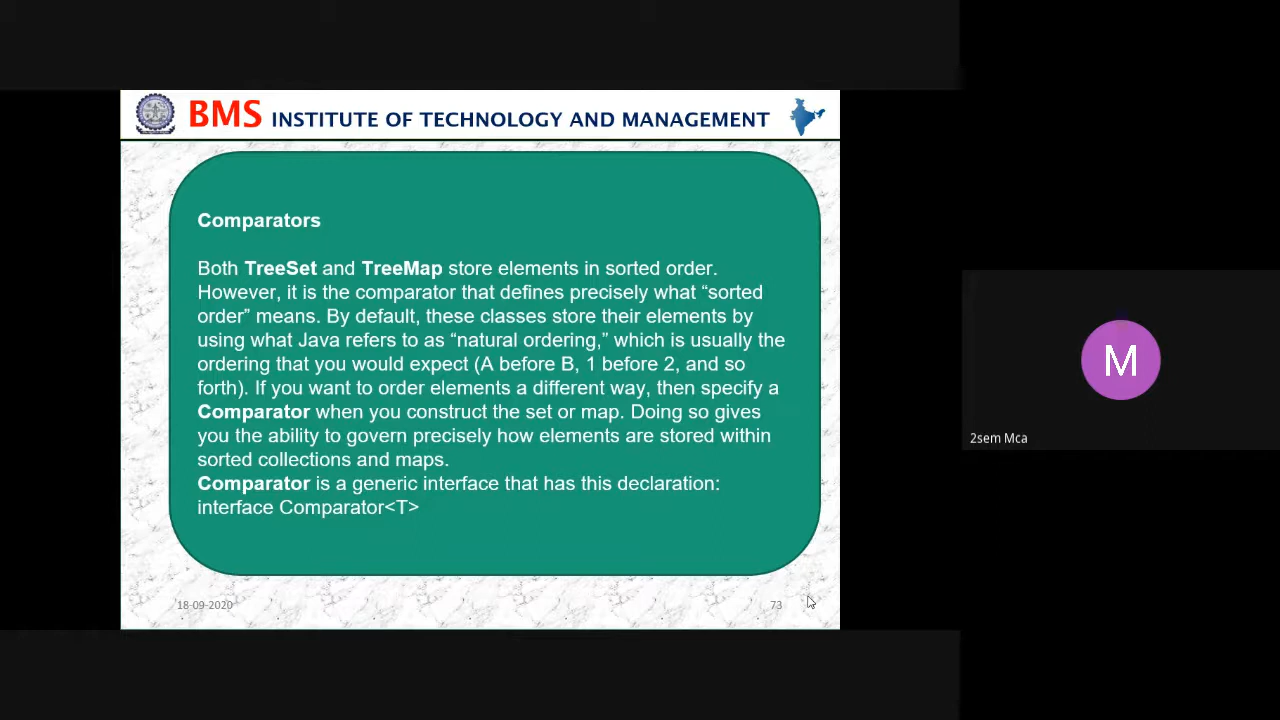 BMS INSTITUTE OF TECHNOLOGY AND MANAGEMENT
Comparators
Both TreeSet and TreeMap store elements in sorted order.
However, it is the comparator that defines precisely what “sorted
order” means. By default, these classes store their elements by
using what Java refers to as “natural ordering,” which is usually the
ordering that you would expect (A before B, 1 before 2, and so
forth). If you want to order elements a different way, then specify a
Comparator when you construct the set or map. Doing so gives
you the ability to govern precisely how elements are stored within
sorted collections and maps.
Comparator is a generic interface that has this declaration:
interface Comparator<T>
18-09-2020
73
M
2sem Mca